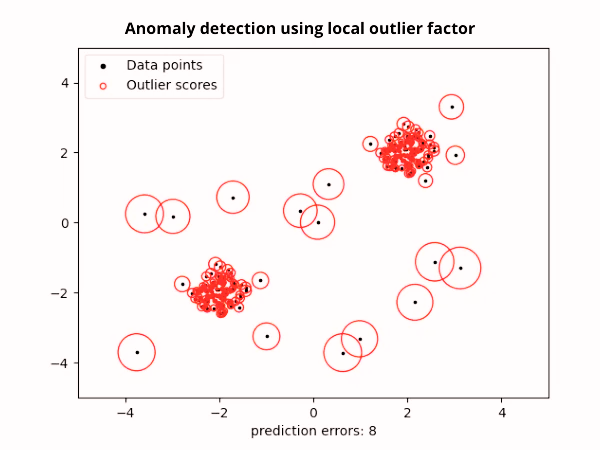 Anomaly detection using local outlier factor
Data points
Outlier scores
4
2
0
−2
−4
−4
−2
0
2
4
prediction errors: 8